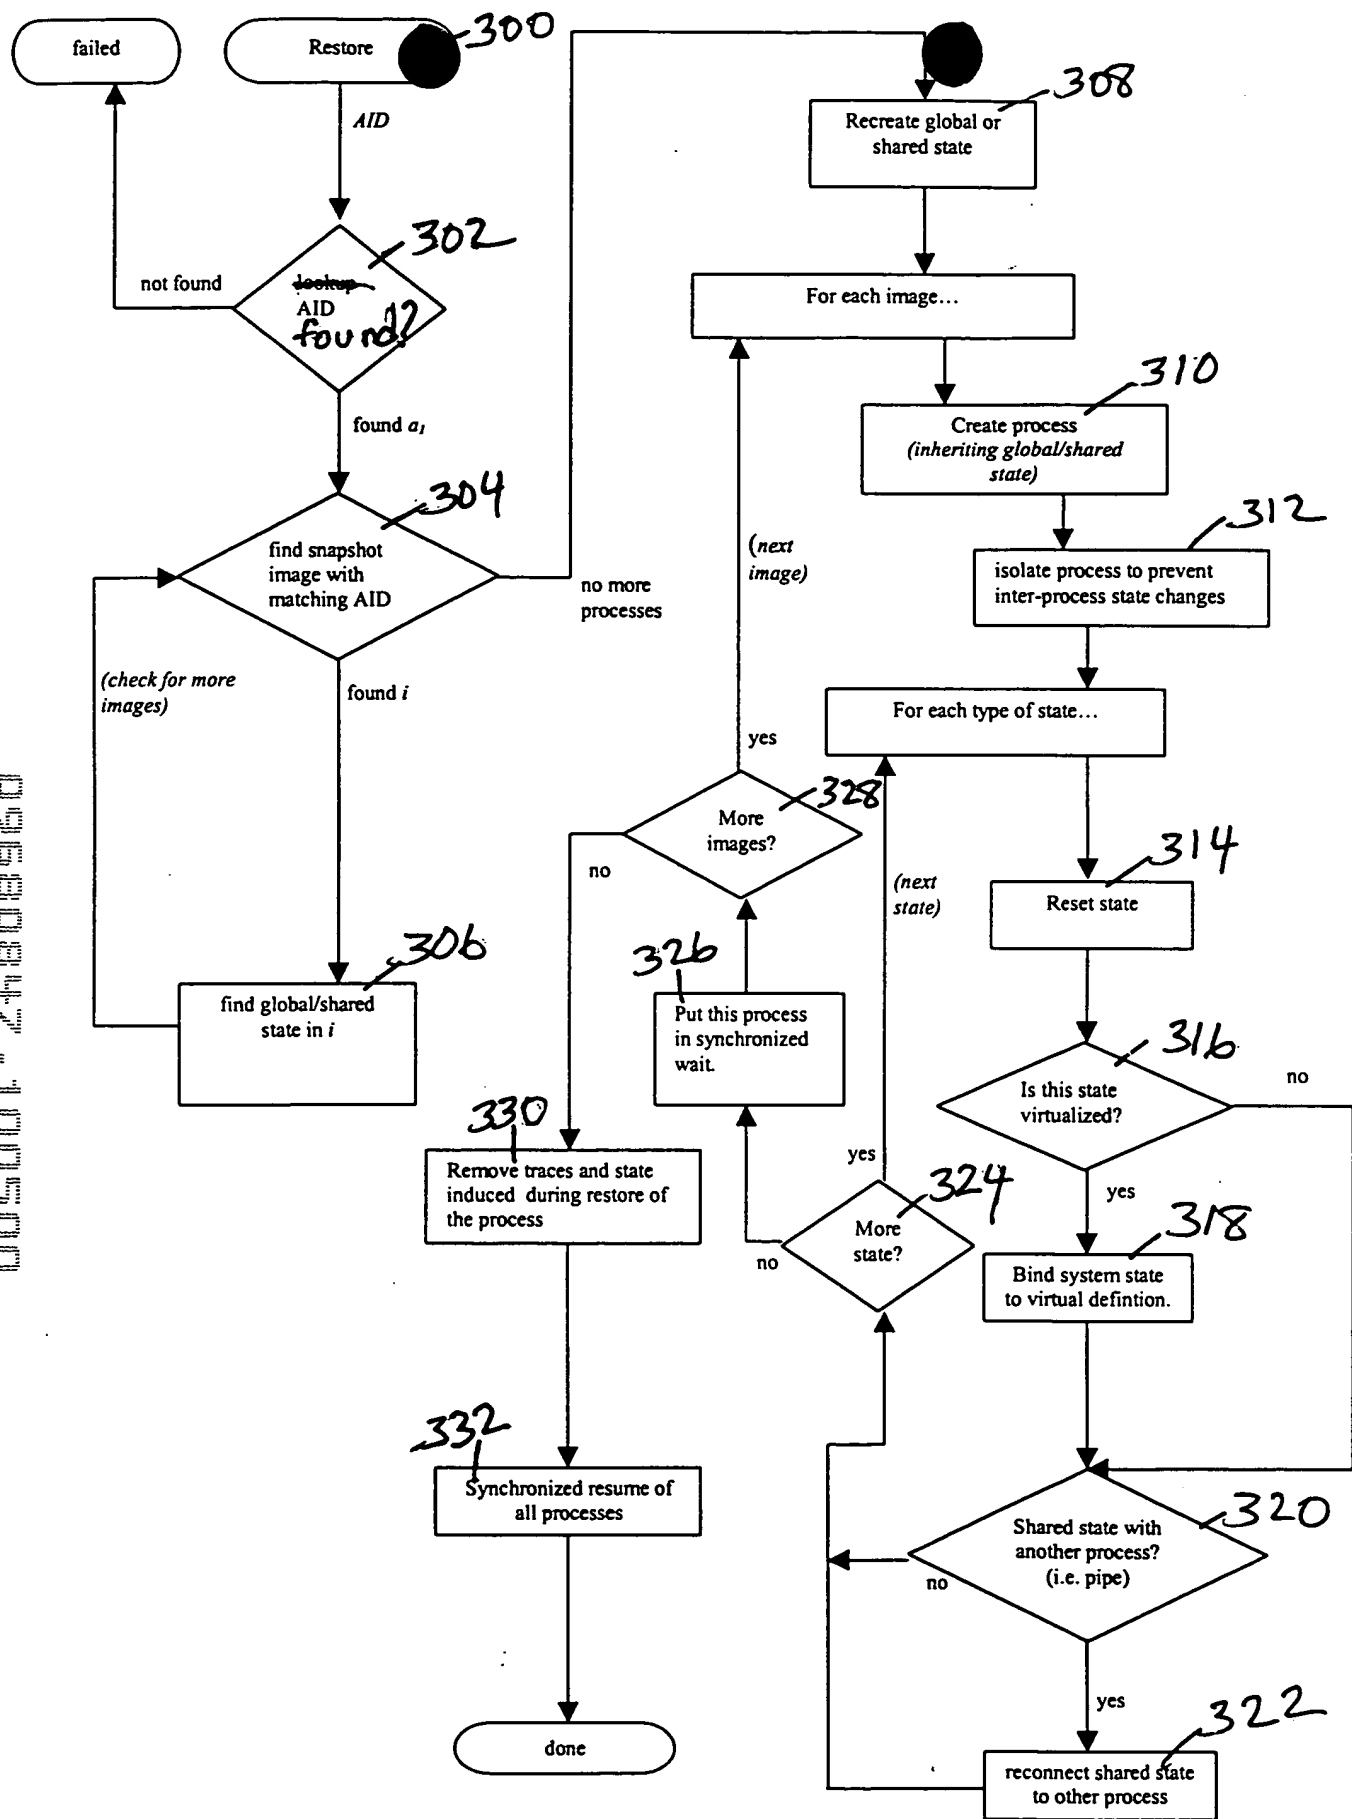 failed
Restore
300
AID
302
not found
lookup
AID
found?
found a1
304
find snapshot
image with
matching AID
no more
processes
(check for more
images)
found i
306
find global/shared
state in i
308
Recreate global or
shared state
For each image...
310
Create process
(inheriting global/shared
state)
312
isolate process to prevent
inter-process state changes
(next
image)
For each type of state...
yes
328
More
images?
no
(next
state)
314
Reset state
326
Put this process
in synchronized
wait.
316
Is this state
virtualized?
no
yes
318
Bind system state
to virtual defintion.
yes
324
More
state?
no
330
Remove traces and state
induced during restore of
the process
332
Synchronized resume of
all processes
320
Shared state with
another process?
(i.e. pipe)
no
yes
322
reconnect shared state
to other process
done